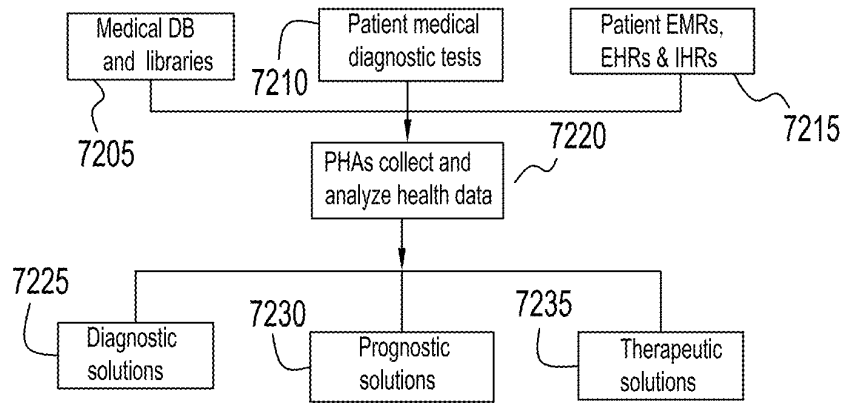 Medical DB
and libraries
7205
Patient medical
diagnostic tests
7210
Patient EMRs,
EHRs & IHRs
7215
PHAs collect and
analyze health data
7220
7225
Diagnostic
solutions
7230
Prognostic
solutions
7235
Therapeutic
solutions